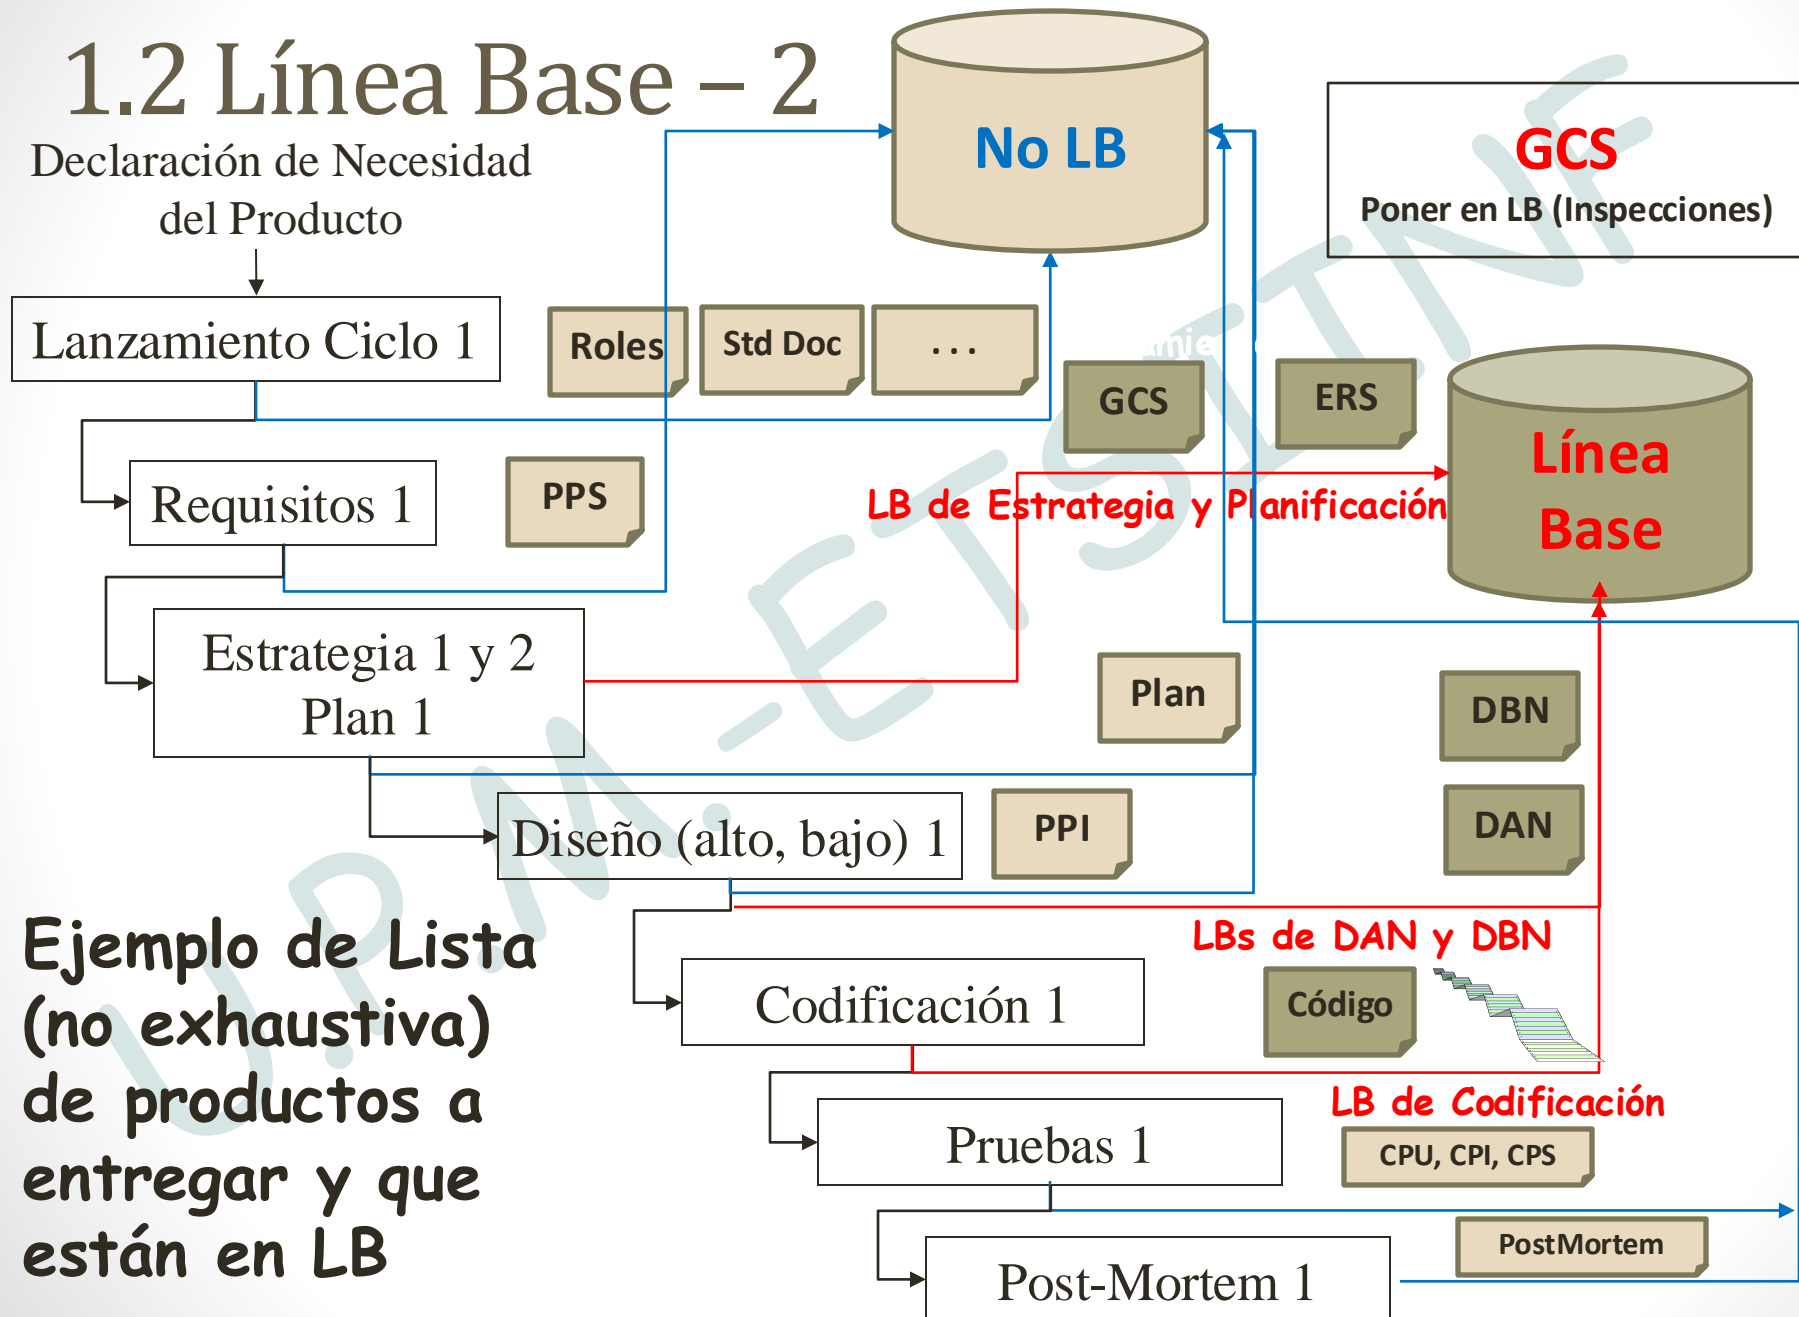 1.2 Línea Base – 2
Declaración de Necesidad
del Producto
No LB
GCS
Poner en LB (Inspecciones)
Lanzamiento Ciclo 1
Roles
Std Doc
. . .
GCS
ERS
Línea
Base
Requisitos 1
PPS
LB de Estrategia y Planificación
Estrategia 1 y 2
Plan 1
Plan
DBN
Diseño (alto, bajo) 1
PPI
DAN
LBs de DAN y DBN
Ejemplo de Lista
(no exhaustiva)
de productos a
entregar y que
están en LB
Codificación 1
Código
LB de Codificación
Pruebas 1
CPU, CPI, CPS
PostMortem
Post-Mortem 1
U.P.M.-ETSIINF